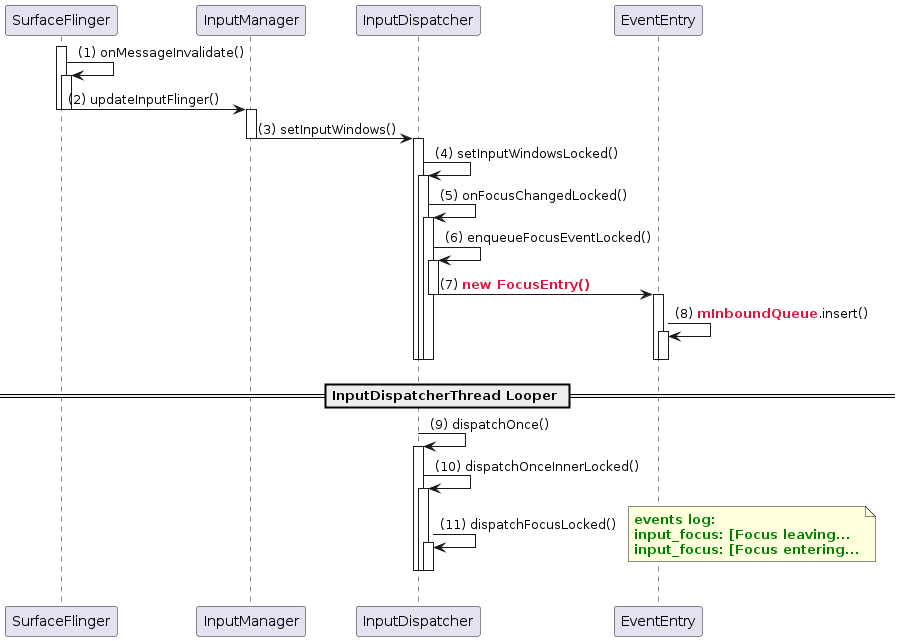 SurfaceFlinger
InputManager
InputDispatcher
EventEntry
(1) onMessageInvalidate()
(2) updateInputFlinger()
(3) setInputWindows()
(4) setInputWindowsLocked()
(5) onFocusChangedLocked()
(6) enqueueFocusEventLocked()
(7) new FocusEntry()
(8) mInboundQueue.insert()
InputDispatcherThread Looper
(9) dispatchOnce()
(10) dispatchOnceInnerLocked()
(11) dispatchFocusLocked()
events log:
input_focus: [Focus leaving...
input_focus: [Focus entering...
SurfaceFlinger
InputManager
InputDispatcher
EventEntry